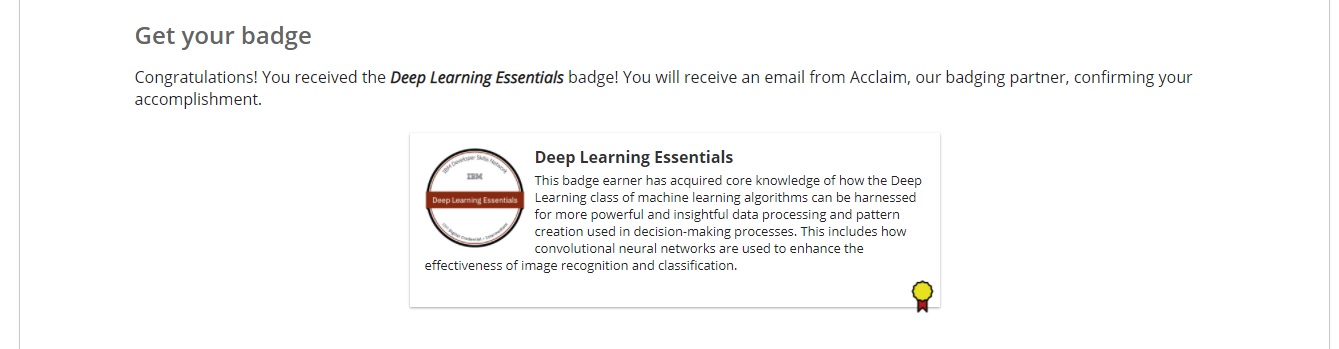 Get your badge
Congratulations! You received the Deep Learning Essentials badge! You will receive an email from Acclaim, our badging partner, confirming your
accomplishment.
IBM Developer Skills Network
IBM
Deep Learning Essentials
Deep Learning Essentials
This badge earner has acquired core knowledge of how the Deep
Learning class of machine learning algorithms can be harnessed
for more powerful and insightful data processing and pattern
creation used in decision-making processes. This includes how
convolutional neural networks are used to enhance the
effectiveness of image recognition and classification.